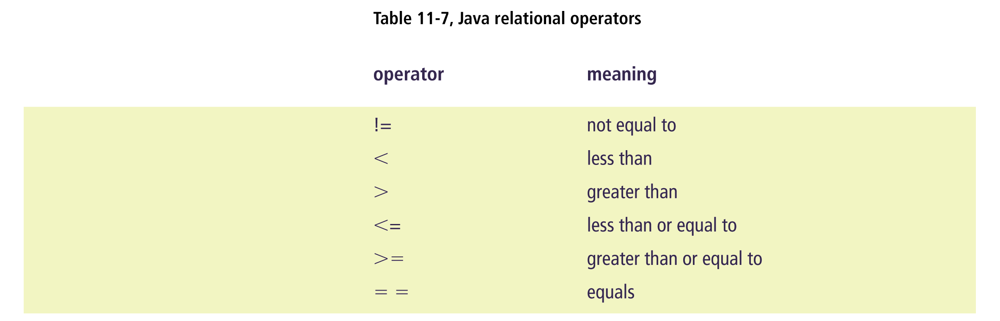 Table 11-7, Java relational operators
operator meaning
!= not equal to
< less than
> greater than
<= less than or equal to
>= greater than or equal to
= = equals